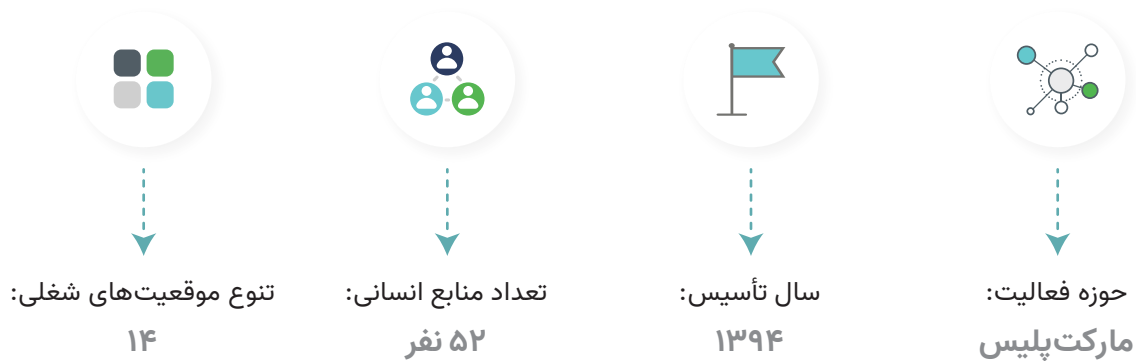 حوزه فعالیت:
مارکت‌پلیس
سال تأسیس:
۱۳۹۴
تعداد منابع انسانی:
۵۲ نفر
تنوع موقعیت‌های شغلی:
۱۴